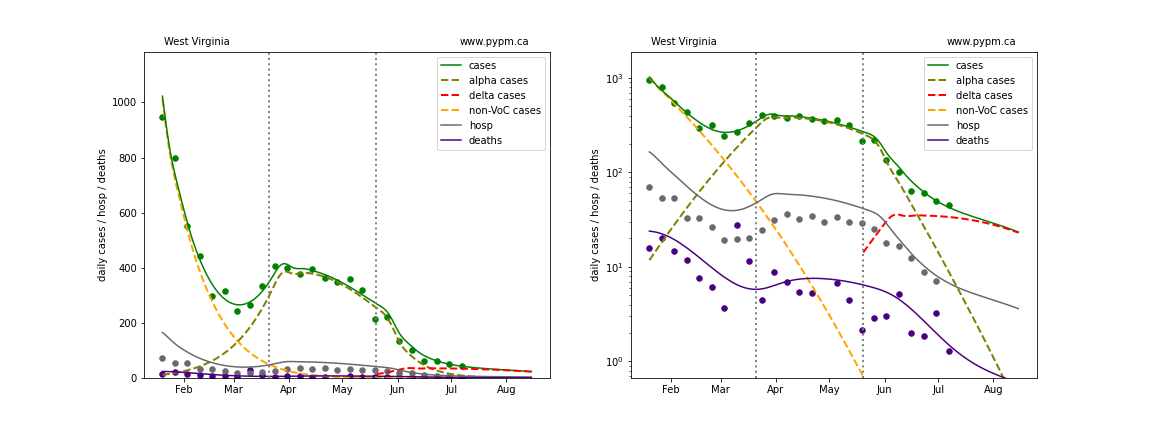 West Virginia www.pypm.ca
cases
alpha cases
delta cases
non-VoC cases
hosp
deaths
daily cases / hosp / deaths
1000
800
600
400
200
0
Feb Mar Apr May Jun Jul Aug
West Virginia www.pypm.ca
cases
alpha cases
delta cases
non-VoC cases
hosp
deaths
daily cases / hosp / deaths
10³
10²
10¹
10⁰
Feb Mar Apr May Jun Jul Aug